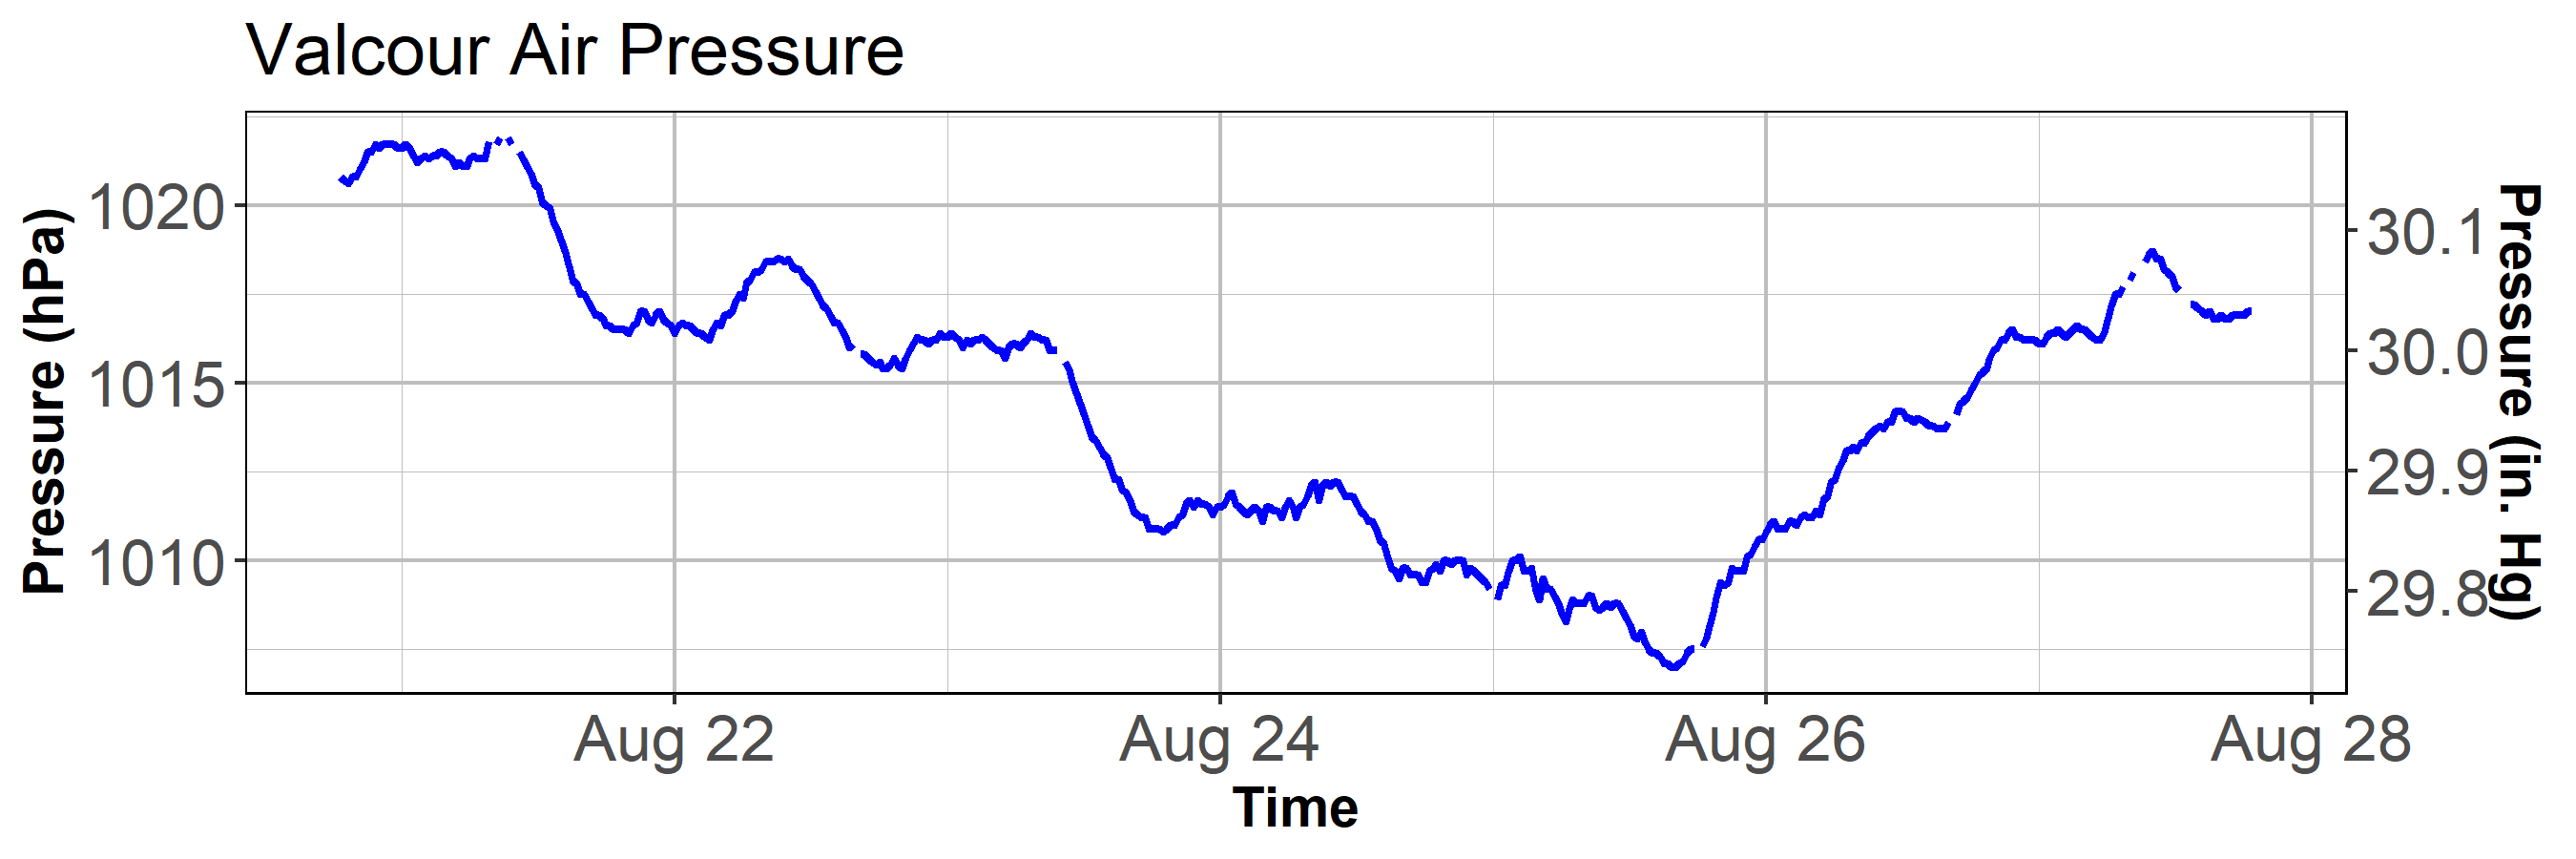 Valcour Air Pressure
Pressure (hPa)
1020
1015
1010
30.1
30.0
29.9
29.8
Pressure (in. Hg)
Aug 22
Aug 24
Aug 26
Aug 28
Time